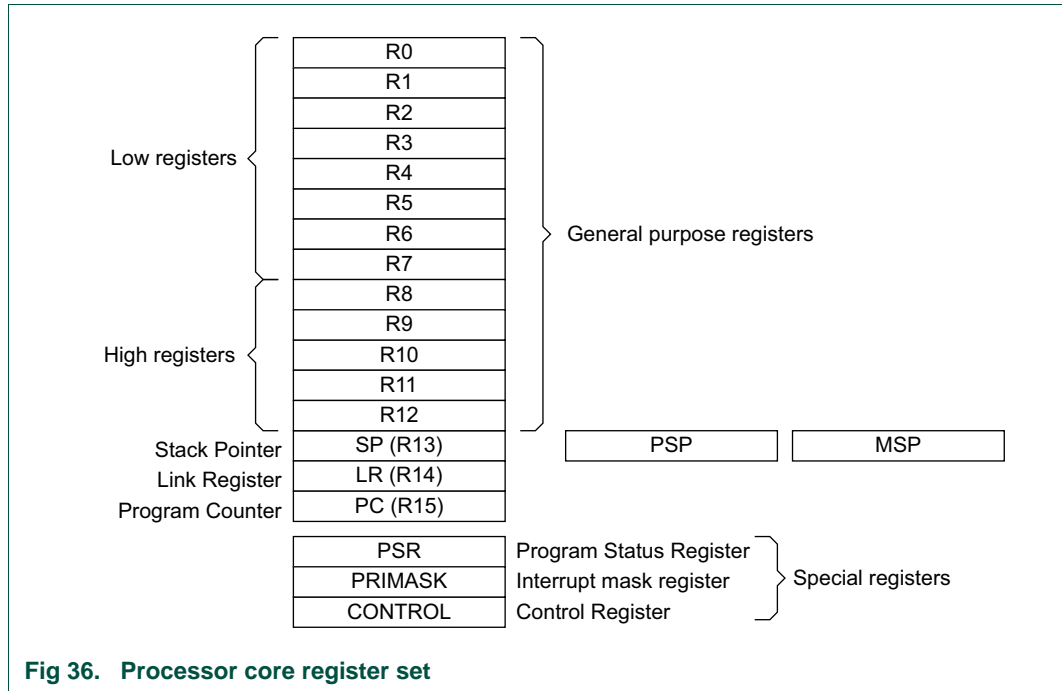 R0
R1
R2
R3
Low registers
R4
R5
R6
General purpose registers
R7
R8
R9
High registers
R10
R11
R12
Stack Pointer SP (R13) PSP MSP
Link Register LR (R14)
Program Counter PC (R15)
PSR Program Status Register
PRIMASK Interrupt mask register Special registers
CONTROL Control Register
Fig 36. Processor core register set